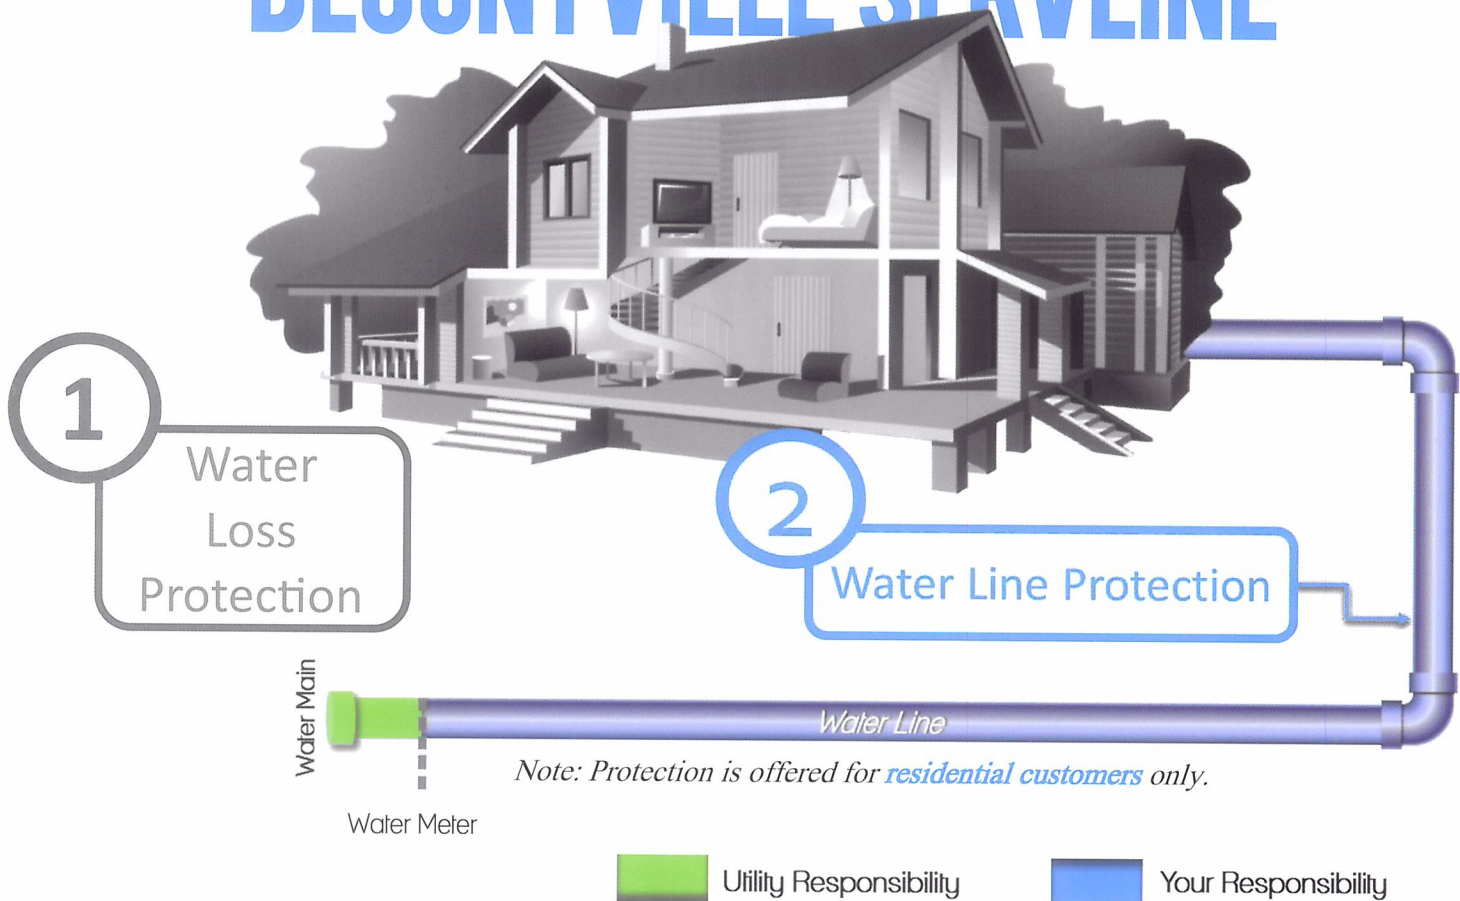 1
Water
Loss
Protection
2
Water Line Protection
Water Main
Water Line
Note: Protection is offered for residential customers only.
Water Meter
Utility Responsibility
Your Responsibility